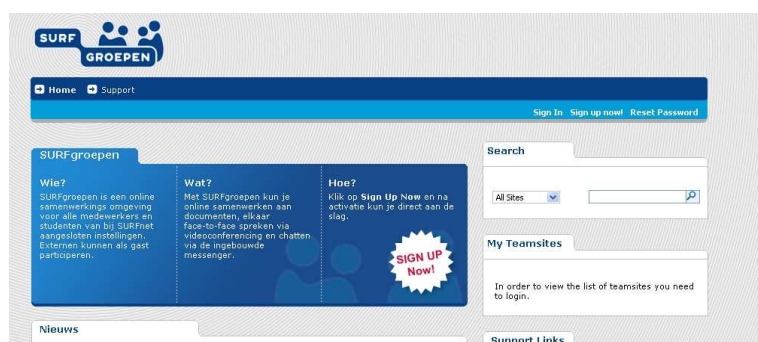 SURF
GROEPEN
Home Support
Sign In Sign up now! Reset Password
SURFgroepen
Wie?
SURFgroepen is een online
samenwerkings omgeving
voor alle medewerkers en
studenten van bij SURFnet
aangesloten instellingen.
Externen kunnen als gast
participeren.
Wat?
Met SURFgroepen kun je
online samenwerken aan
documenten, elkaar
face-to-face spreken via
videoconferencing en chatten
via de ingebouwde
messenger.
Hoe?
Klik op Sign Up Now en na
activatie kun je direct aan de
slag.
SIGN UP
Now!
Search
All Sites
My Teamsites
In order to view the list of teamsites you need
to login.
Nieuws
Support Links